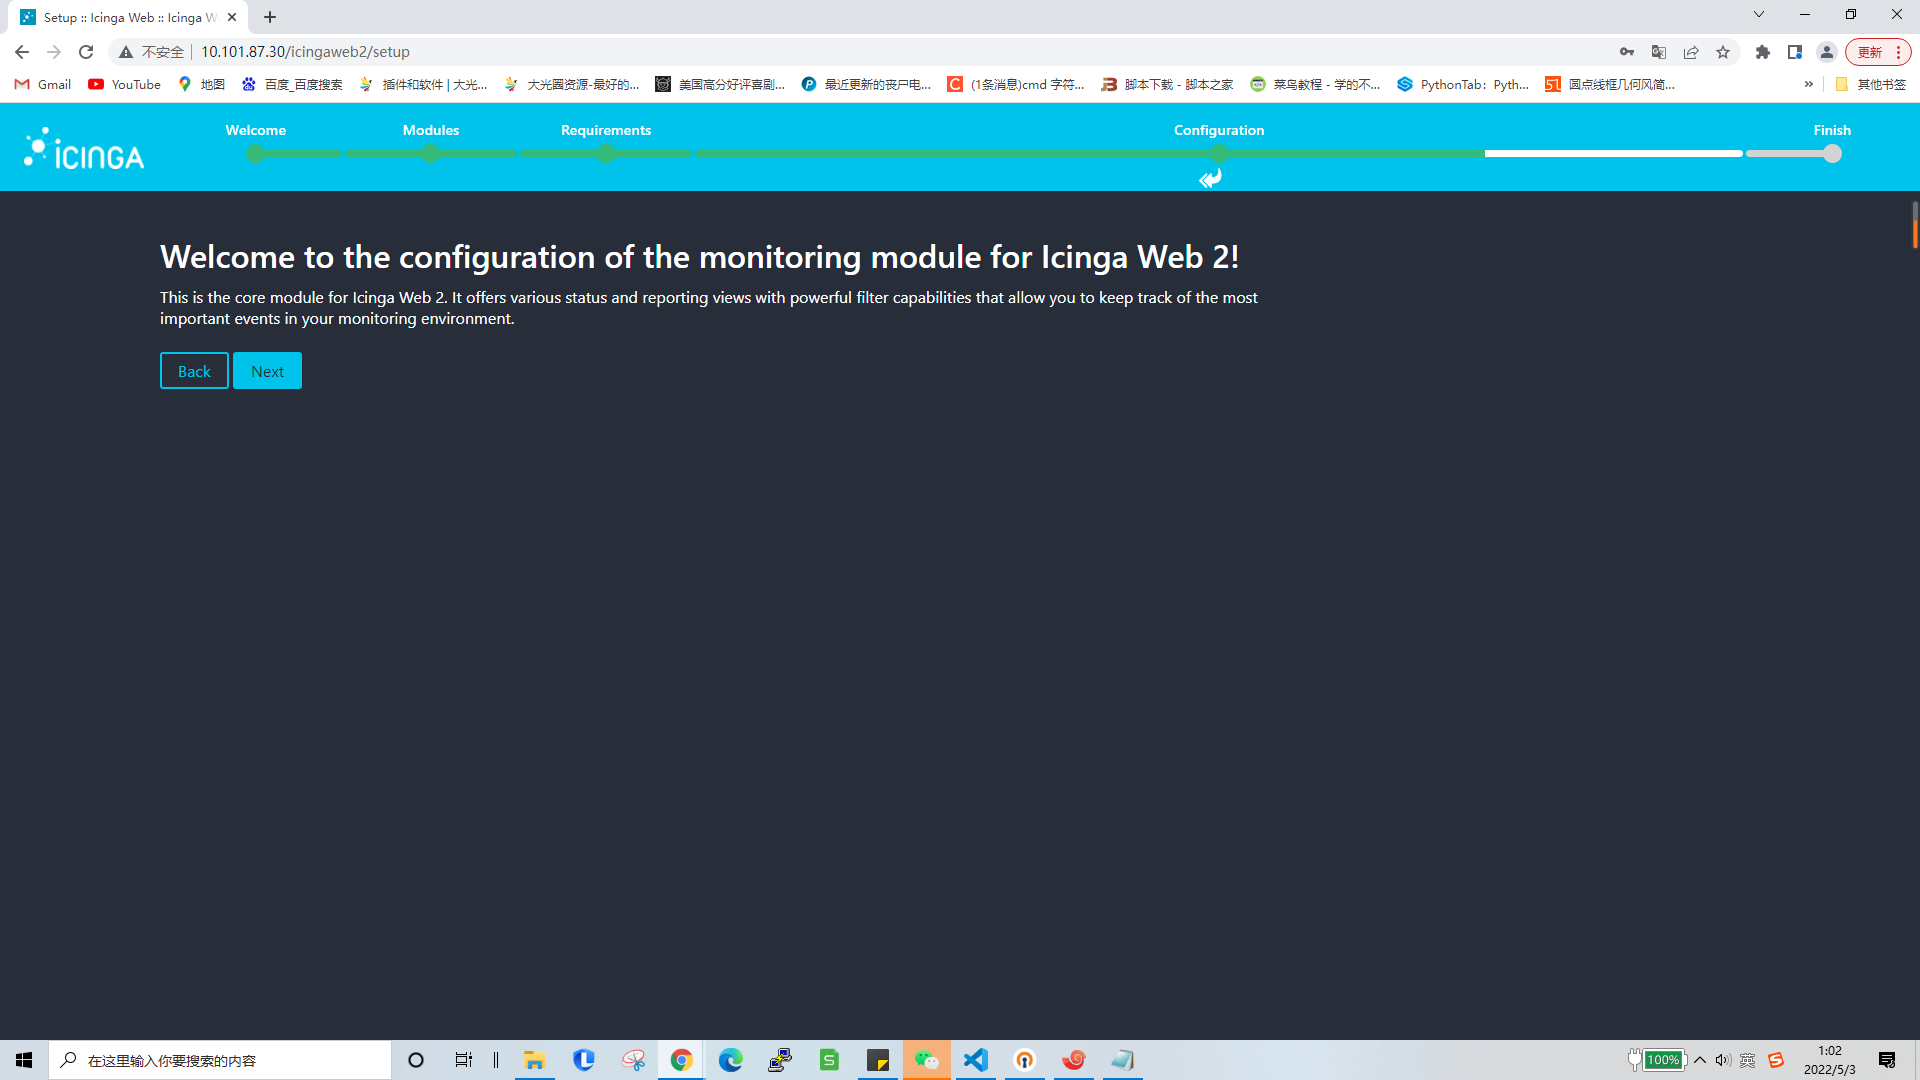 Setup :: Icinga Web :: Icinga W
不安全
10.101.87.30/icingaweb2/setup
更新
Gmail
YouTube
地图
百度_百度搜索
插件和软件 | 大光...
大光圈资源-最好的...
美国高分好评喜剧...
最近更新的丧尸电...
(1条消息)cmd 字符...
脚本下载 - 脚本之家
菜鸟教程 - 学的不...
PythonTab：Pyth...
圆点线框几何风简...
»
其他书签
ICINGA
Welcome
Modules
Requirements
Configuration
Finish
Welcome to the configuration of the monitoring module for Icinga Web 2!
This is the core module for Icinga Web 2. It offers various status and reporting views with powerful filter capabilities that allow you to keep track of the most
important events in your monitoring environment.
Back
Next
在这里输入你要搜索的内容
100%
英
1:02
2022/5/3